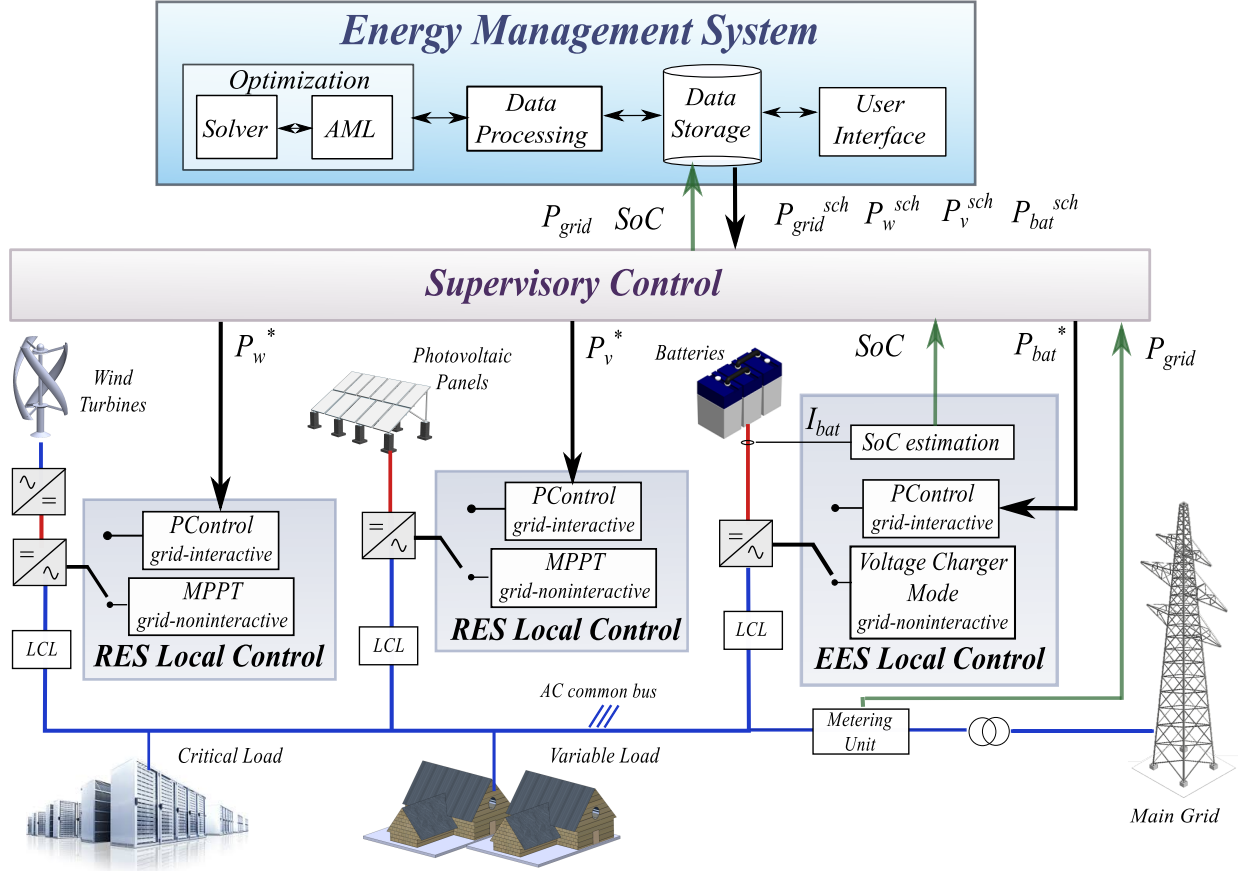 Energy Management System
Optimization
Solver
AML
Data
Processing
Data
Storage
User
Interface
P_grid SoC
P_grid^sch P_w^sch P_v^sch P_bat^sch
Supervisory Control
P_w^*
P_v^*
SoC
P_bat^*
P_grid
Wind
Turbines
Photovoltaic
Panels
Batteries
I_bat
SoC estimation
PControl
grid-interactive
MPPT
grid-noninteractive
RES Local Control
PControl
grid-interactive
MPPT
grid-noninteractive
RES Local Control
PControl
grid-interactive
Voltage Charger
Mode
grid-noninteractive
EES Local Control
LCL
LCL
LCL
AC common bus
Metering
Unit
Critical Load
Variable Load
Main Grid